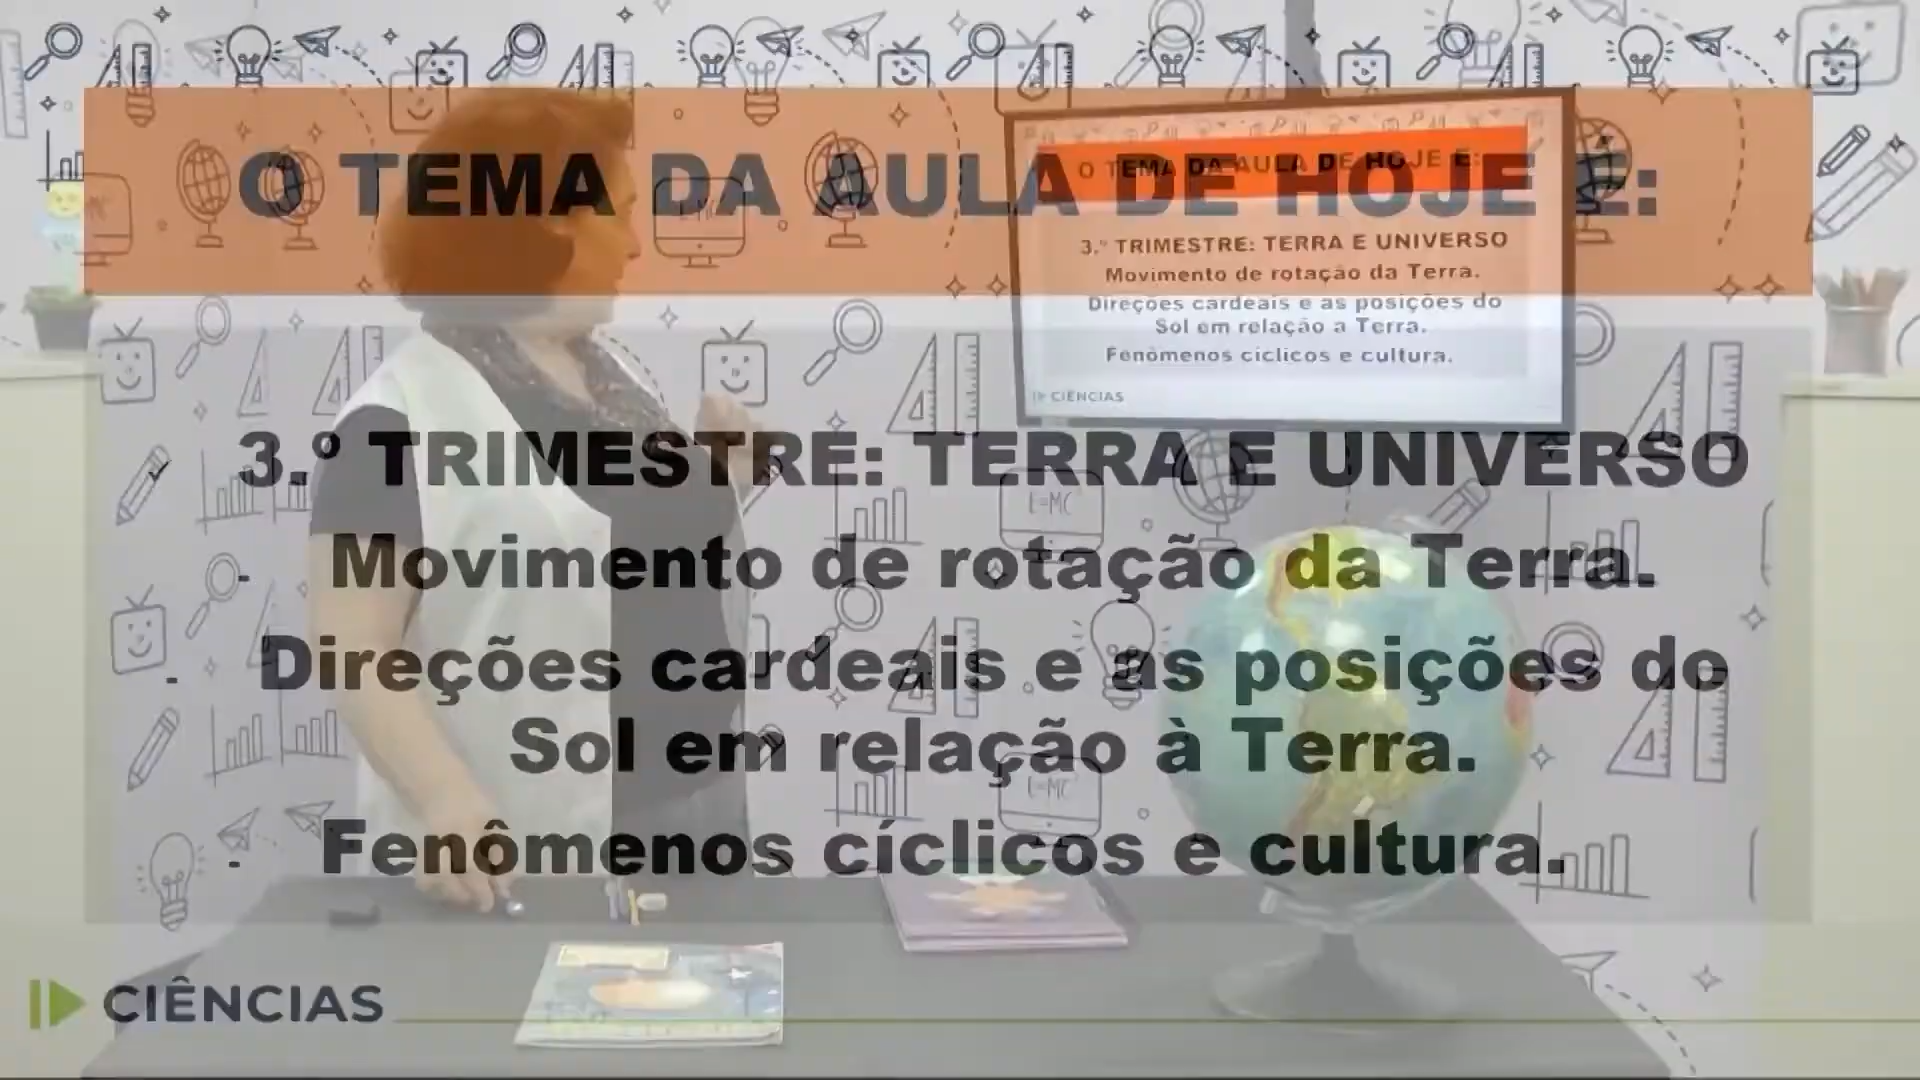 O TEMA DA AULA DE HOJE É:
3.º TRIMESTRE: TERRA E UNIVERSO
Movimento de rotação da Terra.
Direções cardeais e as posições do
Sol em relação à Terra.
Fenômenos cíclicos e cultura.
CIÊNCIAS
O TEMA DA AULA DE HOJE É:
3.º TRIMESTRE: TERRA E UNIVERSO
Movimento de rotação da Terra.
Direções cardeais e as posições do
Sol em relação à Terra.
Fenômenos cíclicos e cultura.
CIÊNCIAS
E=MC
E=MC